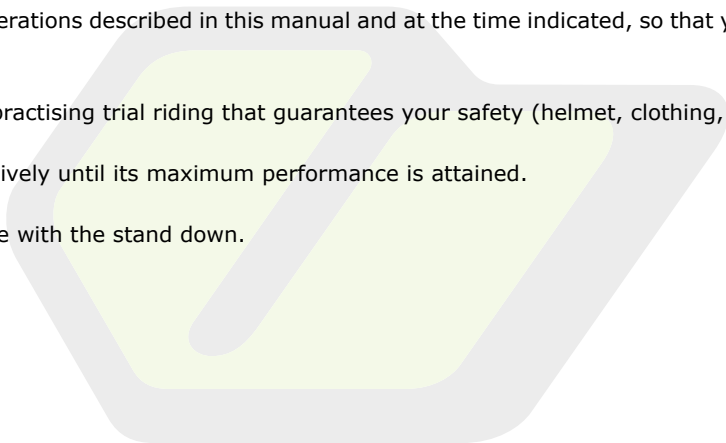 erations described in this manual and at the time indicated, so that
practising trial riding that guarantees your safety (helmet, clothing,
ively until its maximum performance is attained.
e with the stand down.